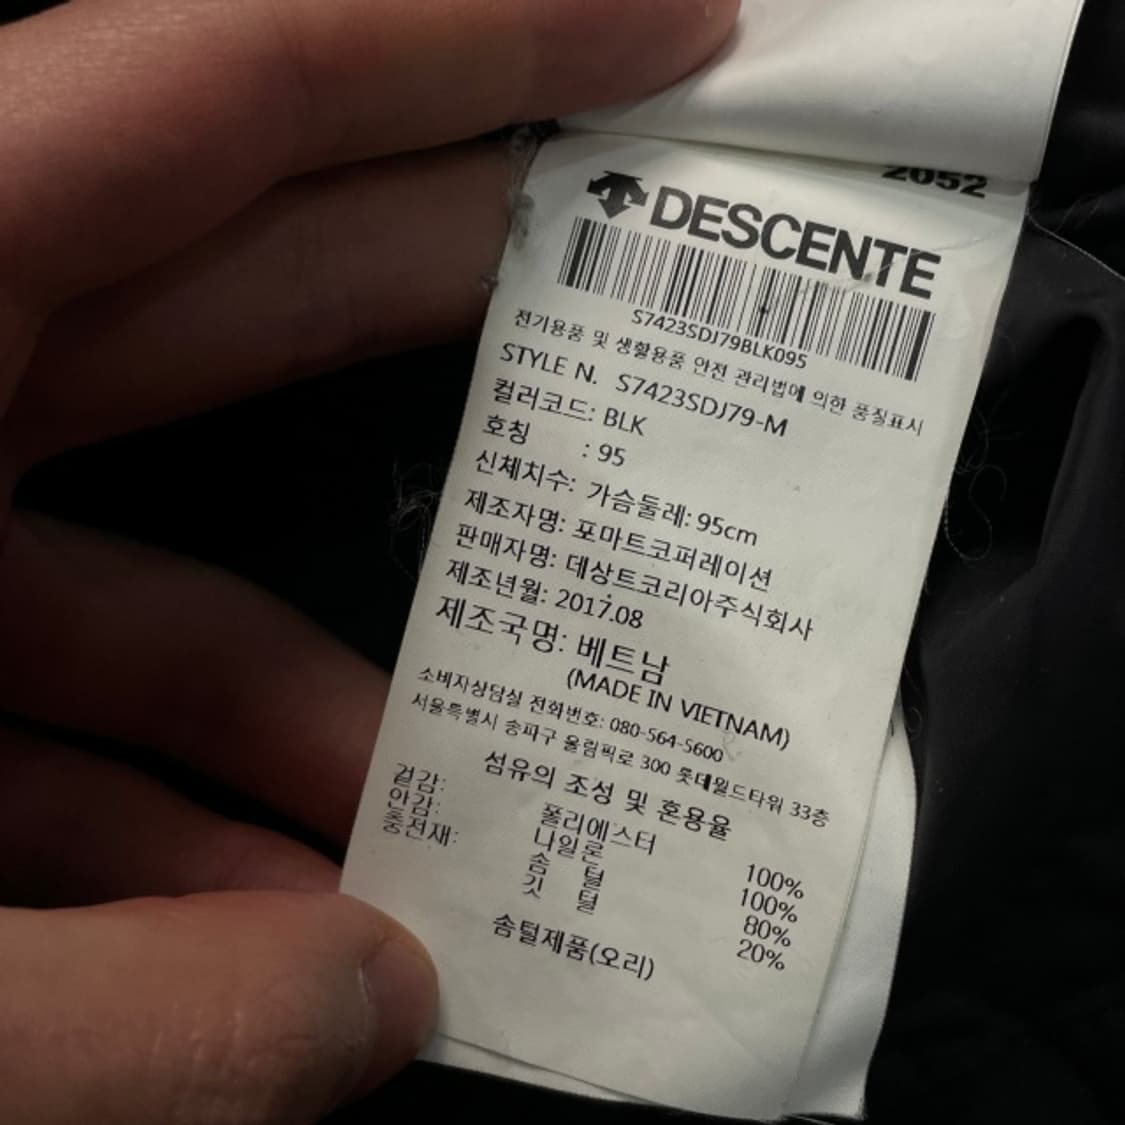 2052
DESCENTE
S7423SDJ79BLK095
전기용품 및 생활용품 안전 관리법에 의한 품질표시
STYLE N. S7423SDJ79-M
컬러코드: BLK
호칭 : 95
신체치수: 가슴둘레: 95cm
제조자명: 포마트코퍼레이션
판매자명: 데상트코리아주식회사
제조년월: 2017.08
제조국명: 베트남
(MADE IN VIETNAM)
소비자상담실 전화번호: 080-564-5600
서울특별시 송파구 올림픽로 300 롯데월드타워 33층
섬유의 조성 및 혼용율
겉감: 폴리에스터 100%
안감: 나일론 100%
충전재: 솜 털 80%
깃 털 20%
솜털제품(오리)